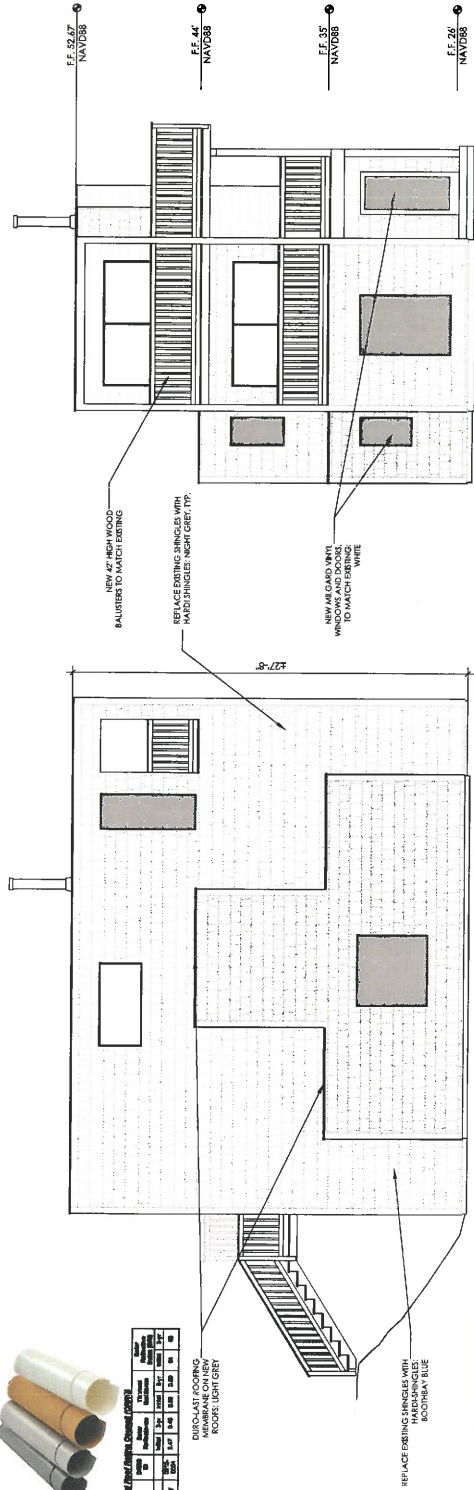 F.F. 52.67'
NAVD88
F.F. 44'
NAVD88
F.F. 35'
NAVD88
F.F. 26'
NAVD88
NEW 42" HIGH WOOD
BALUSTERS TO MATCH EXISTING
REPLACE EXISTING SHINGLES WITH
HARDI SHINGLES: NIGHT GREY, TYP.
NEW MILGARD VINYL
WINDOWS AND DOORS,
TO MATCH EXISTING:
WHITE
±27'-8"
DURO-LAST ROOFING
MEMBRANE ON NEW
ROOFS: LIGHT GREY
REPLACE EXISTING SHINGLES WITH
HARDI-SHINGLES:
BOOTHBAY BLUE